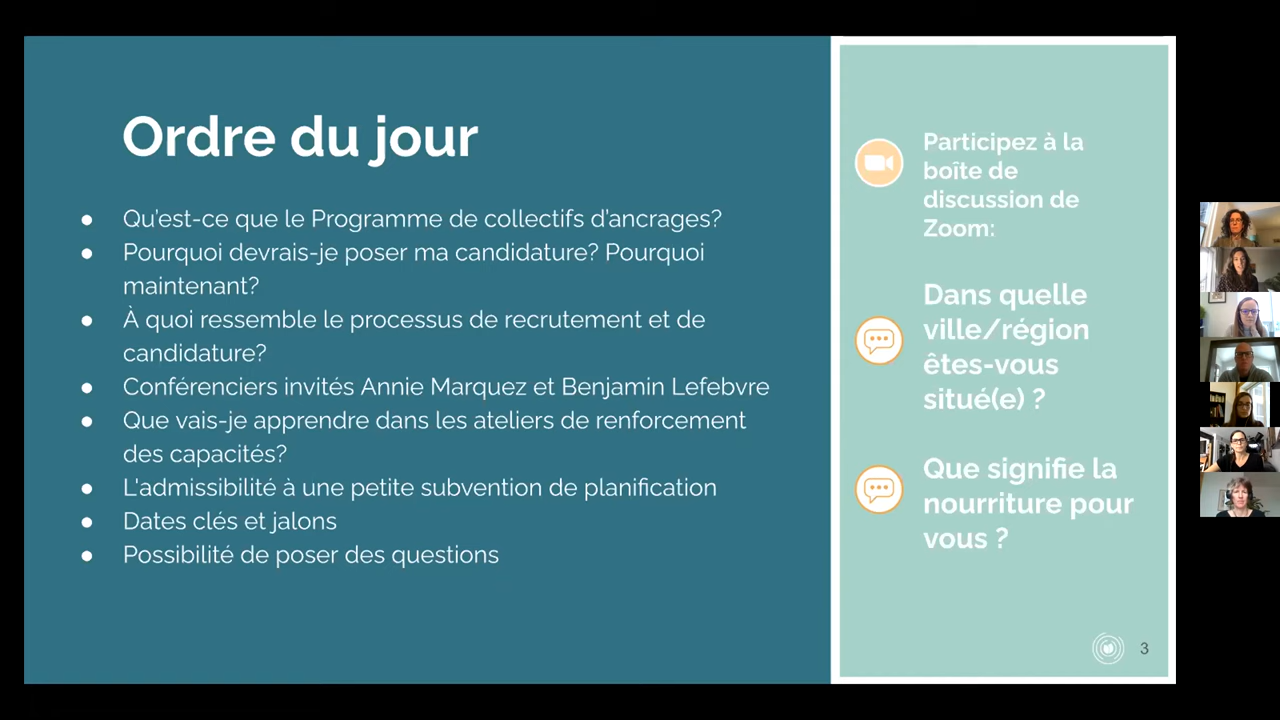 Ordre du jour
● Qu’est-ce que le Programme de collectifs d’ancrages?
● Pourquoi devrais-je poser ma candidature? Pourquoi
maintenant?
● À quoi ressemble le processus de recrutement et de
candidature?
● Conférenciers invités Annie Marquez et Benjamin Lefebvre
● Que vais-je apprendre dans les ateliers de renforcement
des capacités?
● L'admissibilité à une petite subvention de planification
● Dates clés et jalons
● Possibilité de poser des questions
Participez à la
boîte de
discussion de
Zoom:
Dans quelle
ville/région
êtes-vous
situé(e) ?
Que signifie la
nourriture pour
vous ?
3